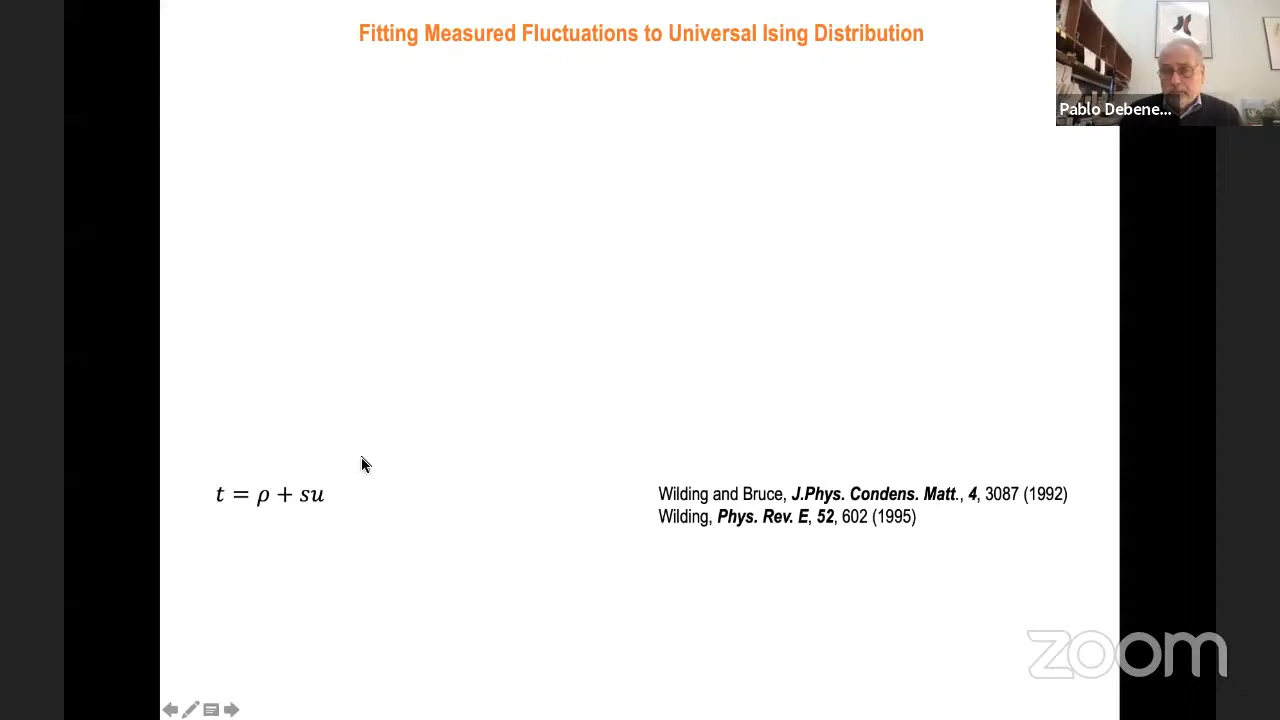 Fitting Measured Fluctuations to Universal Ising Distribution
Pablo Debene...
t = ρ + su
Wilding and Bruce, J.Phys. Condens. Matt., 4, 3087 (1992)
Wilding, Phys. Rev. E, 52, 602 (1995)
zoom